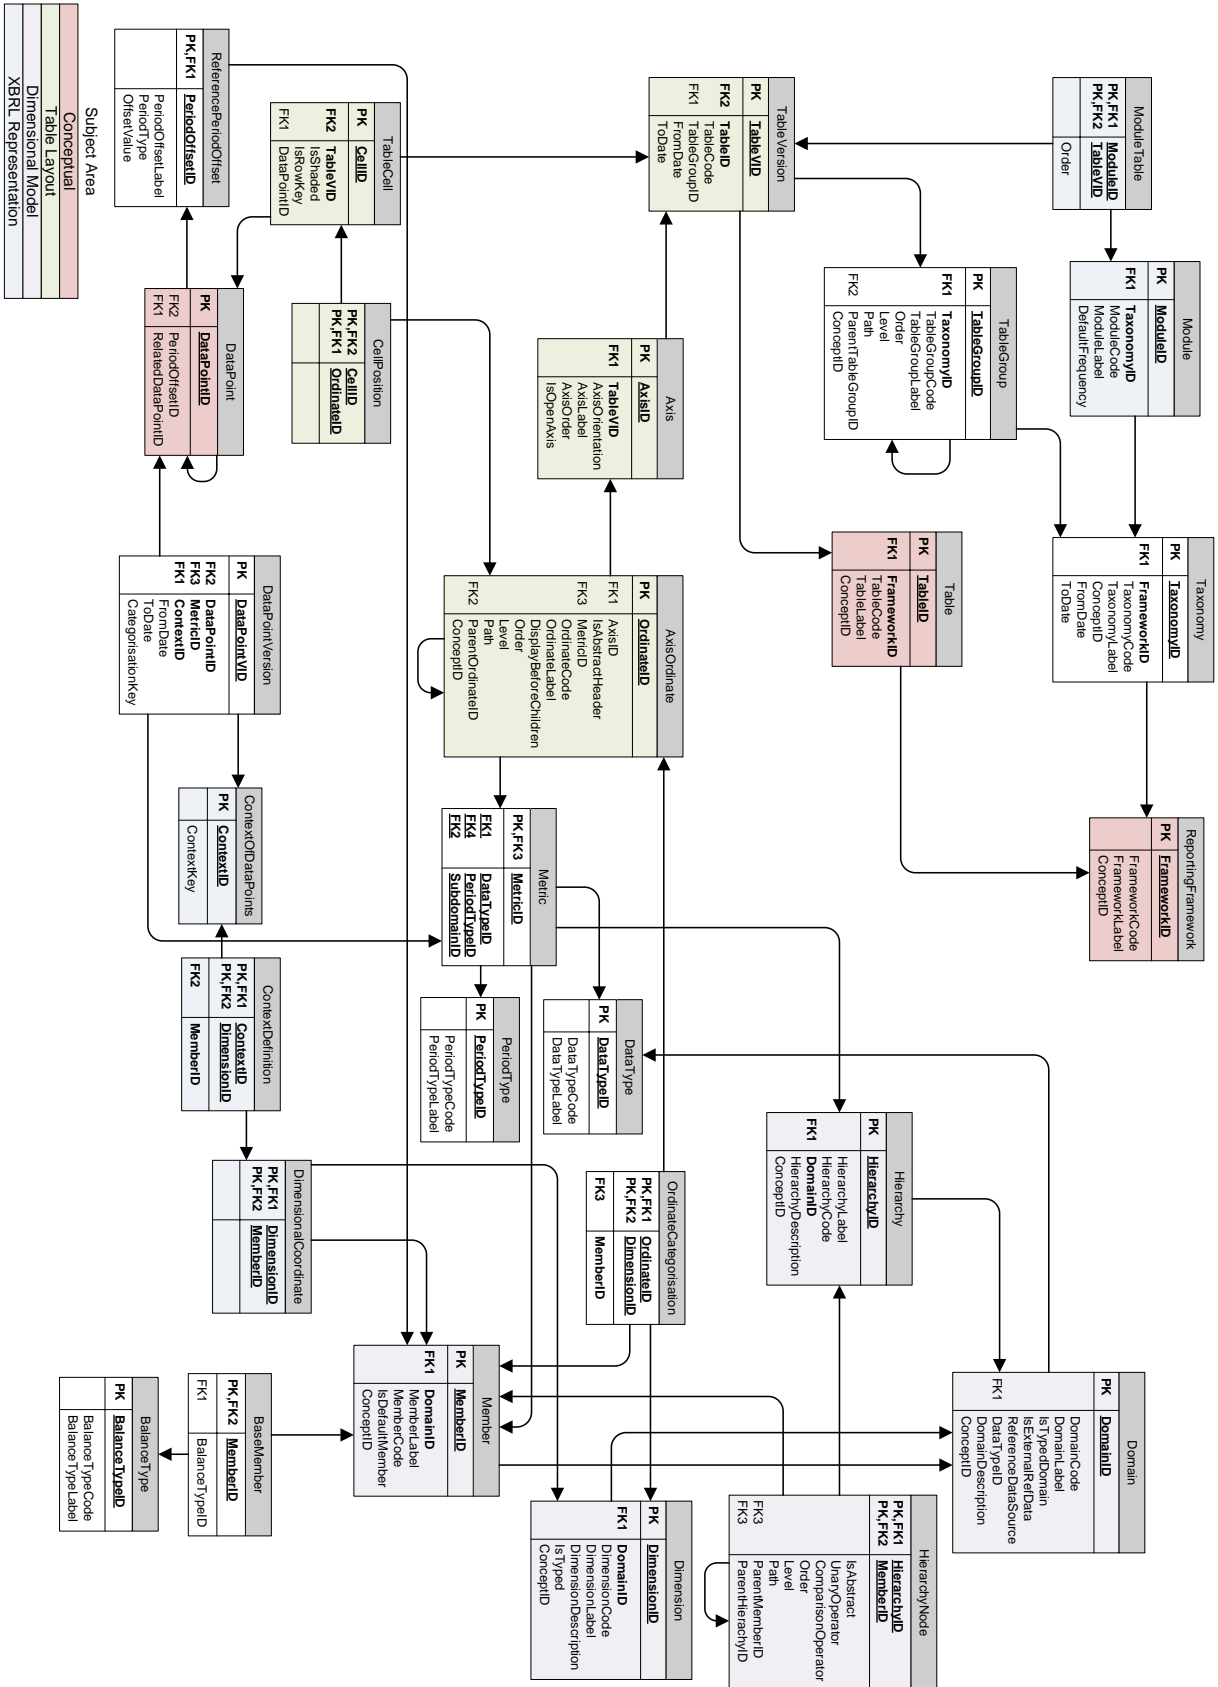 Subject Area
Conceptual
Table Layout
Dimensional Model
XBRL Representation
ReferencePeriodOffset
PK,FK1 PeriodOffsetID
PeriodOffsetLabel
PeriodType
OffsetValue
TableCell
PK CellID
FK2 TableVID
IsShaded
IsRowKey
FK1 DataPointID
TableVersion
PK TableVID
FK2 TableID
TableCode
FK1 TableGroupID
FromDate
ToDate
ModuleTable
PK,FK1 ModuleID
PK,FK2 TableVID
Order
Module
PK ModuleID
FK1 TaxonomyID
ModuleCode
ModuleLabel
DefaultFrequency
TableGroup
PK TableGroupID
FK1 TaxonomyID
TableGroupCode
TableGroupLabel
Order
Level
Path
FK2 ParentTableGroupID
ConceptID
DataPoint
PK DataPointID
FK2 PeriodOffsetID
FK1 RelatedDataPointID
CellPosition
PK,FK2 CellID
PK,FK1 OrdinateID
Axis
PK AxisID
FK1 TableVID
AxisOrientation
AxisLabel
AxisOrder
IsOpenAxis
Taxonomy
PK TaxonomyID
FK1 FrameworkID
TaxonomyCode
TaxonomyLabel
ConceptID
FromDate
ToDate
Table
PK TableID
FK1 FrameworkID
TableCode
TableLabel
ConceptID
DataPointVersion
PK DataPointVID
FK2 DataPointID
FK3 MetricID
FK1 ContextID
FromDate
ToDate
CategorisationKey
AxisOrdinate
PK OrdinateID
FK1 AxisID
IsAbstractHeader
FK3 MetricID
OrdinateCode
OrdinateLabel
DisplayBeforeChildren
Order
Level
Path
FK2 ParentOrdinateID
ConceptID
ReportingFramework
PK FrameworkID
FrameworkCode
FrameworkLabel
ConceptID
ContextOfDataPoints
PK ContextID
ContextKey
Metric
PK,FK3 MetricID
FK1 DataTypeID
FK4 PeriodTypeID
FK2 SubdomainID
ContextDefinition
PK,FK1 ContextID
PK,FK2 DimensionID
FK2 MemberID
PeriodType
PK PeriodTypeID
PeriodTypeCode
PeriodTypeLabel
DataType
PK DataTypeID
DataTypeCode
DataTypeLabel
Hierarchy
PK HierarchyID
HierarchyLabel
HierarchyCode
FK1 DomainID
HierarchyDescription
ConceptID
DimensionalCoordinate
PK,FK1 DimensionID
PK,FK2 MemberID
OrdinateCategorisation
PK,FK1 OrdinateID
PK,FK2 DimensionID
FK3 MemberID
Member
PK MemberID
FK1 DomainID
MemberLabel
MemberCode
IsDefaultMember
ConceptID
BaseMember
PK,FK2 MemberID
FK1 BalanceTypeID
BalanceType
PK BalanceTypeID
BalanceTypeCode
BalanceTypeLabel
Domain
PK DomainID
DomainCode
DomainLabel
IsTypedDomain
IsExternalRefData
ReferenceDataSource
FK1 DataTypeID
DomainDescription
ConceptID
Dimension
PK DimensionID
FK1 DomainID
DimensionCode
DimensionLabel
DimensionDescription
IsTyped
ConceptID
HierarchyNode
PK,FK1 HierarchyID
PK,FK2 MemberID
IsAbstract
UnaryOperator
ComparisonOperator
Order
Level
Path
FK3 ParentMemberID
FK3 ParentHierachyID